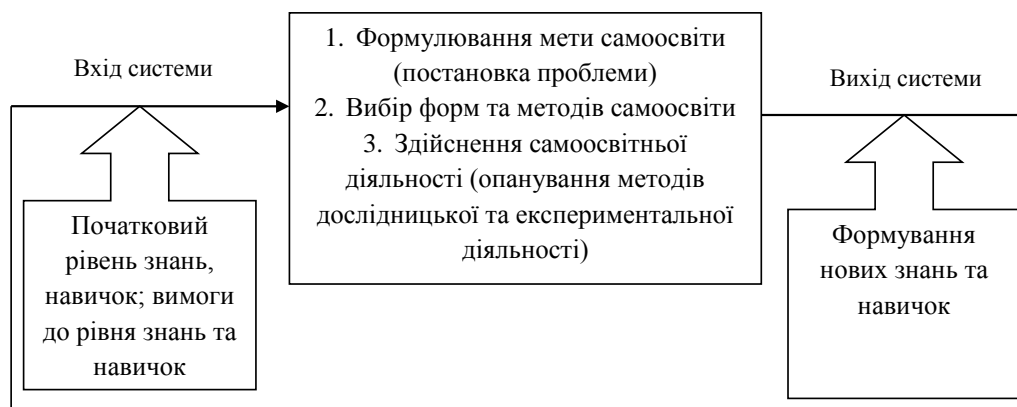 Вхід системи
1. Формулювання мети самоосвіти
(постановка проблеми)
2. Вибір форм та методів самоосвіти
3. Здійснення самоосвітньої
діяльності (опанування методів
дослідницької та експериментальної
діяльності)
Вихід системи
Початковий
рівень знань,
навичок; вимоги
до рівня знань та
навичок
Формування
нових знань та
навичок